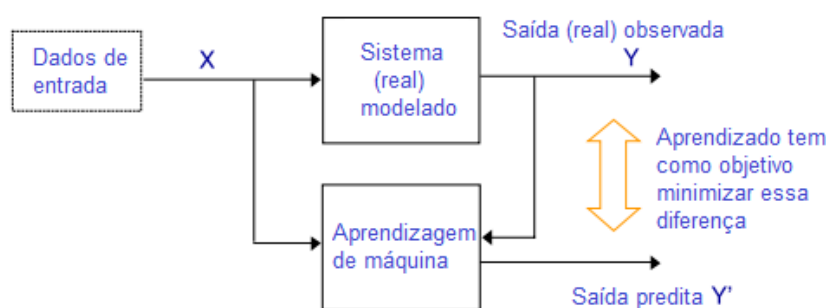 Dados de
entrada
X
Sistema
(real)
modelado
Saída (real) observada
Y
Aprendizado tem
como objetivo
minimizar essa
diferença
Aprendizagem
de máquina
Saída predita Y'